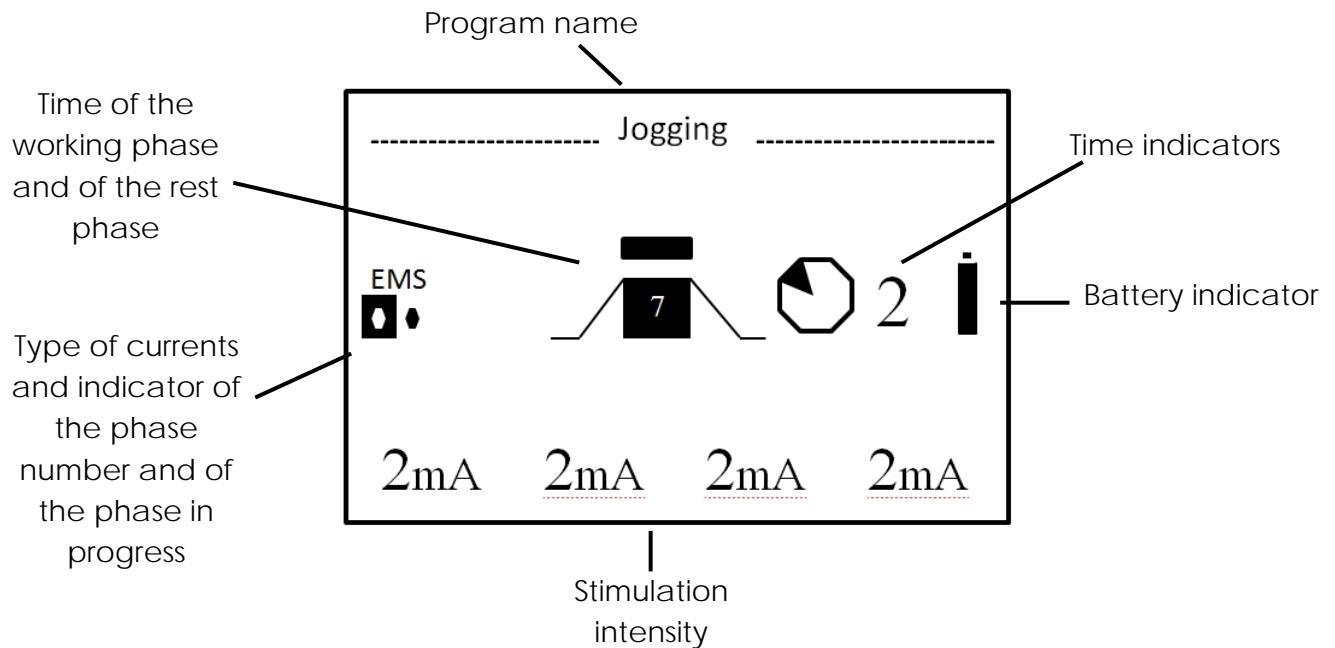 Program name
Time of the
working phase
and of the rest
phase
Jogging
Time indicators
EMS
7
2
Battery indicator
Type of currents
and indicator of
the phase
number and of
the phase in
progress
2mA 2mA 2mA 2mA
Stimulation
intensity